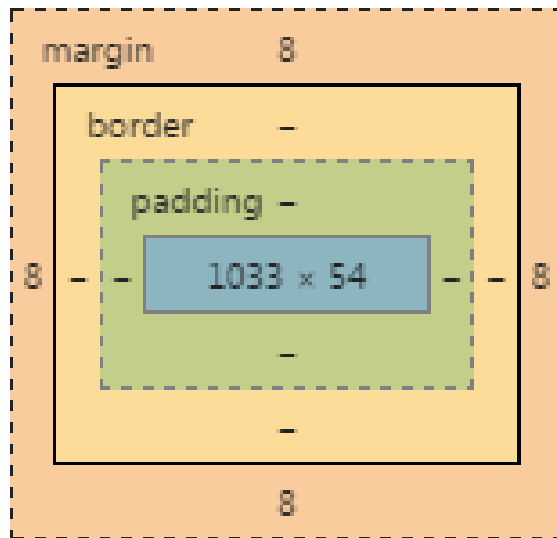 margin 8
border –
padding –
8 – – 1033 × 54 – – 8
–
–
8